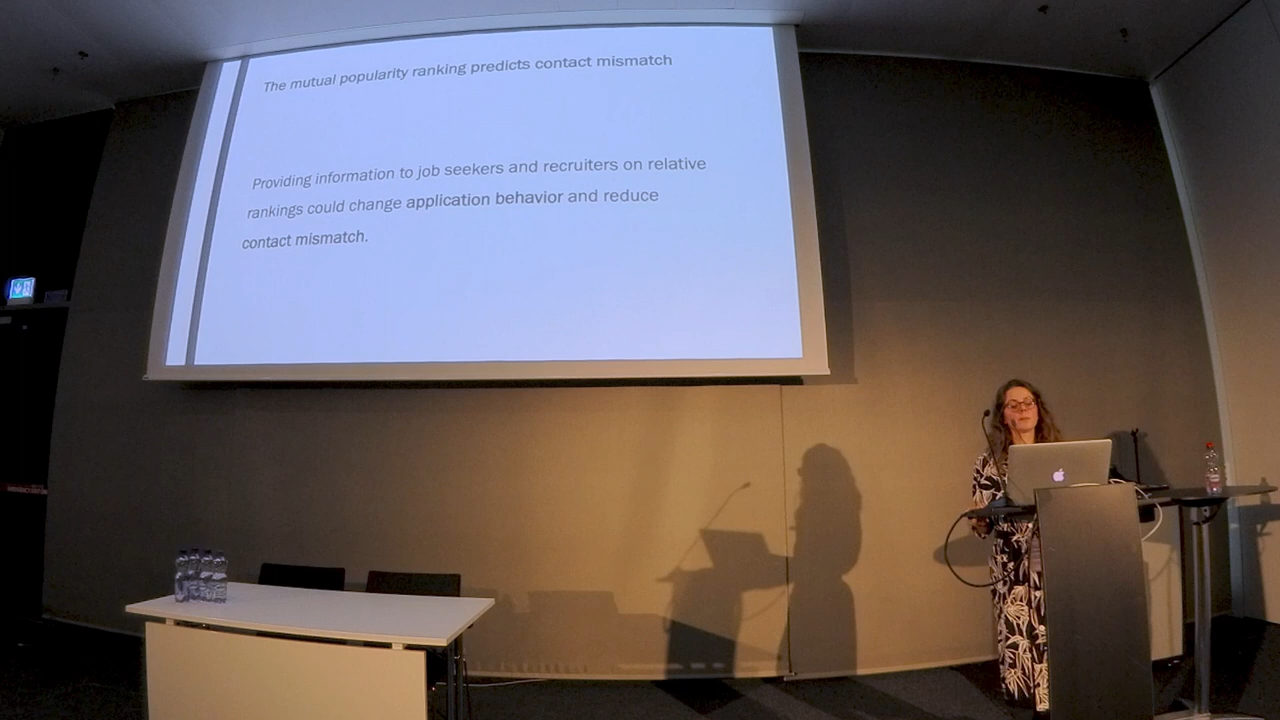 The mutual popularity ranking predicts contact mismatch
Providing information to job seekers and recruiters on relative
rankings could change application behavior and reduce
contact mismatch.